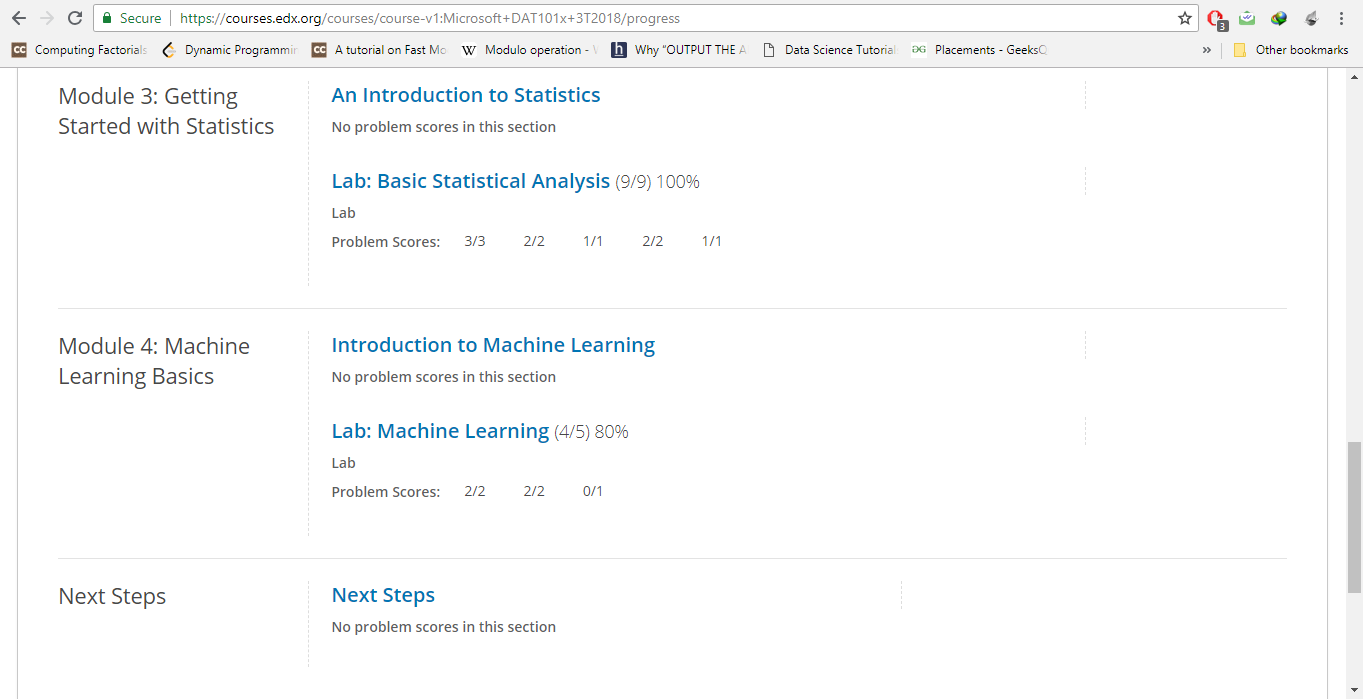 Secure https://courses.edx.org/courses/course-v1:Microsoft+DAT101x+3T2018/progress 3
CC Computing Factorials Dynamic Programmin CC A tutorial on Fast Mo W Modulo operation - h Why "OUTPUT THE A Data Science Tutorial Placements - GeeksQ » Other bookmarks
Module 3: Getting
Started with Statistics
An Introduction to Statistics
No problem scores in this section
Lab: Basic Statistical Analysis (9/9) 100%
Lab
Problem Scores: 3/3 2/2 1/1 2/2 1/1
Module 4: Machine
Learning Basics
Introduction to Machine Learning
No problem scores in this section
Lab: Machine Learning (4/5) 80%
Lab
Problem Scores: 2/2 2/2 0/1
Next Steps
Next Steps
No problem scores in this section